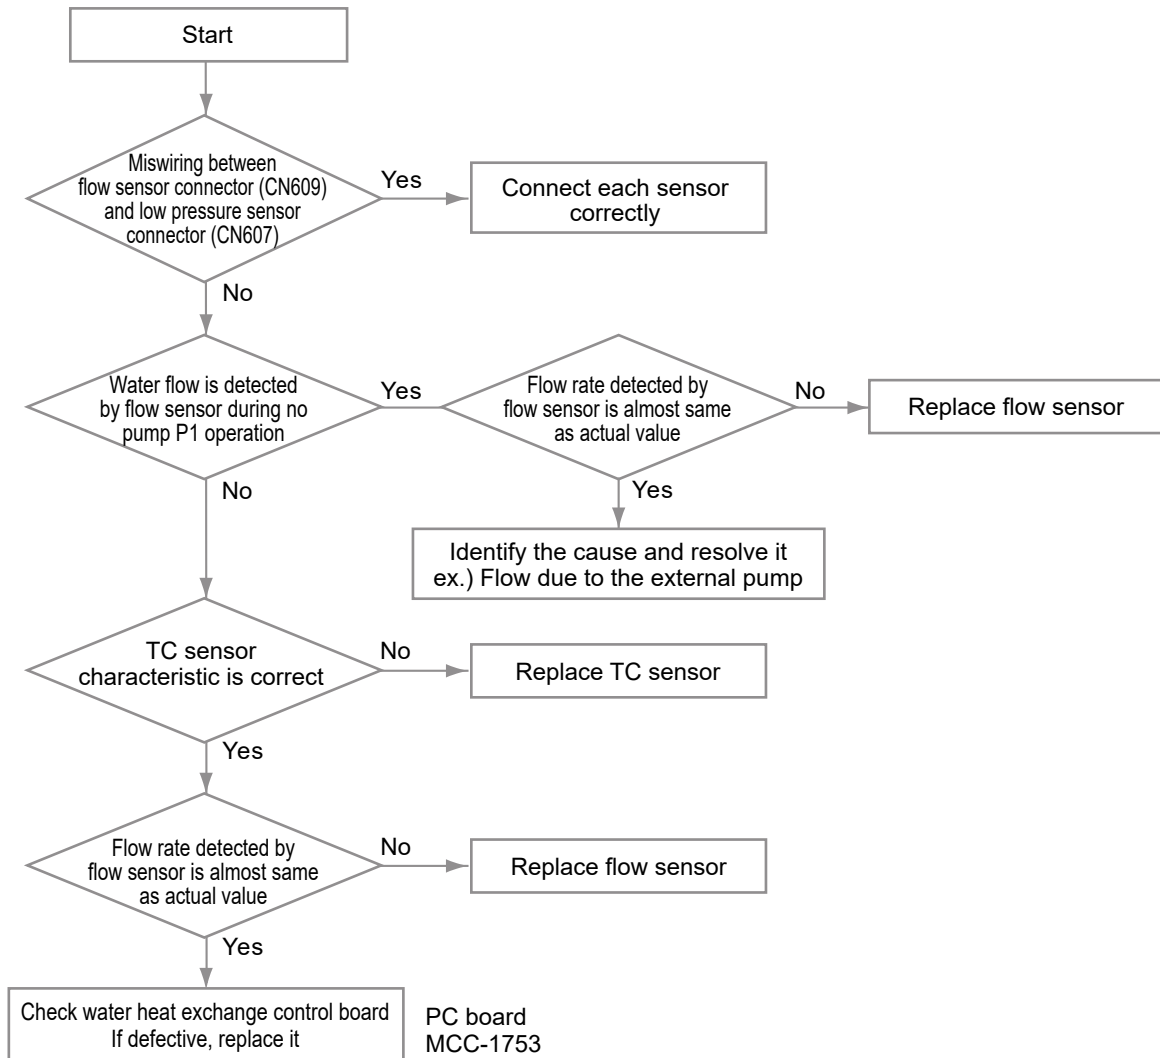 Start
Miswiring between
flow sensor connector (CN609)
and low pressure sensor
connector (CN607)
Yes
Connect each sensor
correctly
No
Water flow is detected
by flow sensor during no
pump P1 operation
Yes
Flow rate detected by
flow sensor is almost same
as actual value
No
Replace flow sensor
No
Yes
Identify the cause and resolve it
ex.) Flow due to the external pump
TC sensor
characteristic is correct
No
Replace TC sensor
Yes
Flow rate detected by
flow sensor is almost same
as actual value
No
Replace flow sensor
Yes
Check water heat exchange control board
If defective, replace it
PC board
MCC-1753